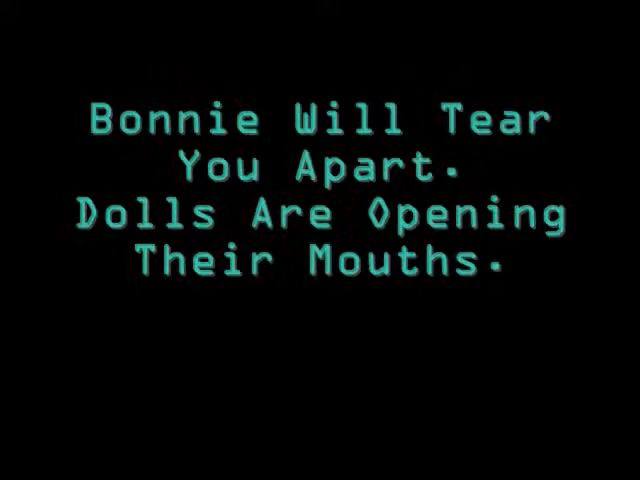 Bonnie Will Tear
You Apart.
Dolls Are Opening
Their Mouths.